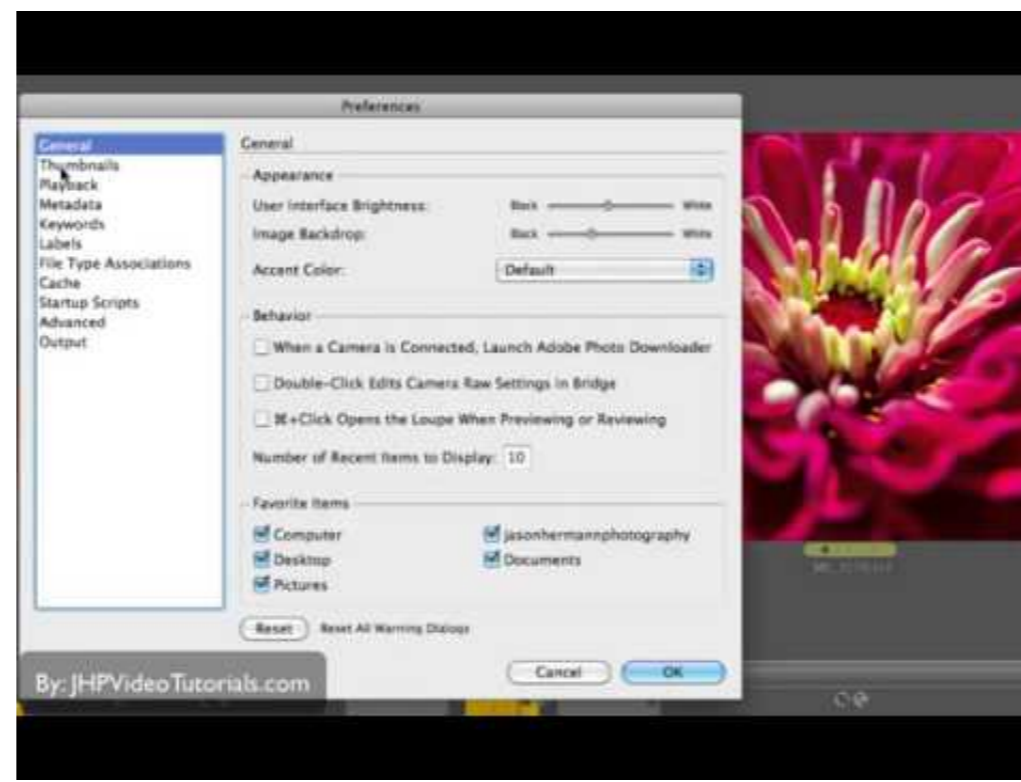 Preferences
General
Thumbnails
Playback
Metadata
Keywords
Labels
File Type Associations
Cache
Startup Scripts
Advanced
Output
General
Appearance
User Interface Brightness: Black White
Image Backdrop: Black White
Accent Color: Default
Behavior
When a Camera is Connected, Launch Adobe Photo Downloader
Double-Click Edits Camera Raw Settings in Bridge
⌘+Click Opens the Loupe When Previewing or Reviewing
Number of Recent Items to Display: 10
Favorite Items
Computer
jasonhermannphotography
Desktop
Documents
Pictures
Reset Reset All Warning Dialogs
Cancel OK
By: JHPVideoTutorials.com